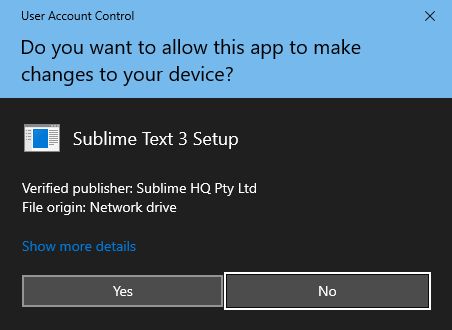 User Account Control
Do you want to allow this app to make
changes to your device?
Sublime Text 3 Setup
Verified publisher: Sublime HQ Pty Ltd
File origin: Network drive
Show more details
Yes
No